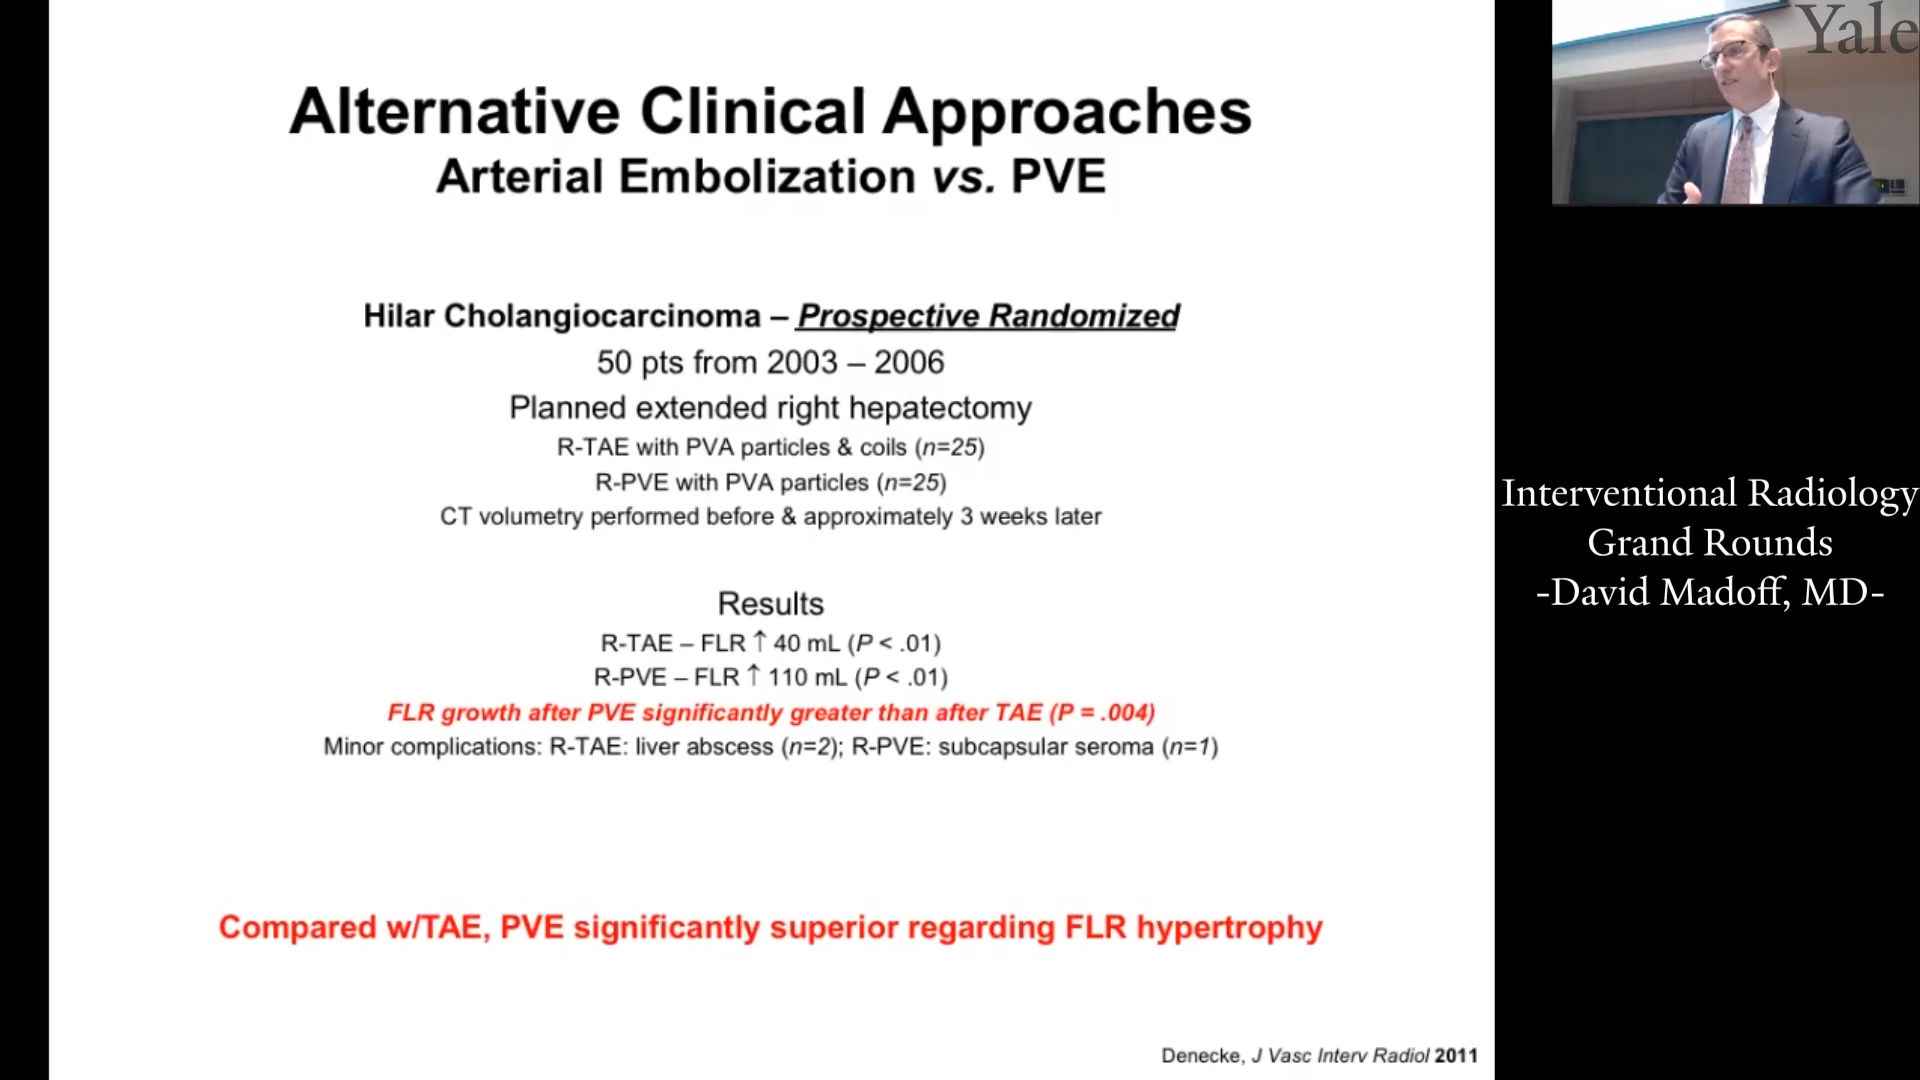 Alternative Clinical Approaches
Arterial Embolization vs. PVE
Hilar Cholangiocarcinoma – Prospective Randomized
50 pts from 2003 – 2006
Planned extended right hepatectomy
R-TAE with PVA particles & coils (n=25)
R-PVE with PVA particles (n=25)
CT volumetry performed before & approximately 3 weeks later
Results
R-TAE – FLR ↑ 40 mL (P < .01)
R-PVE – FLR ↑ 110 mL (P < .01)
FLR growth after PVE significantly greater than after TAE (P = .004)
Minor complications: R-TAE: liver abscess (n=2); R-PVE: subcapsular seroma (n=1)
Compared w/TAE, PVE significantly superior regarding FLR hypertrophy
Denecke, J Vasc Interv Radiol 2011
Yale
Interventional Radiology
Grand Rounds
-David Madoff, MD-